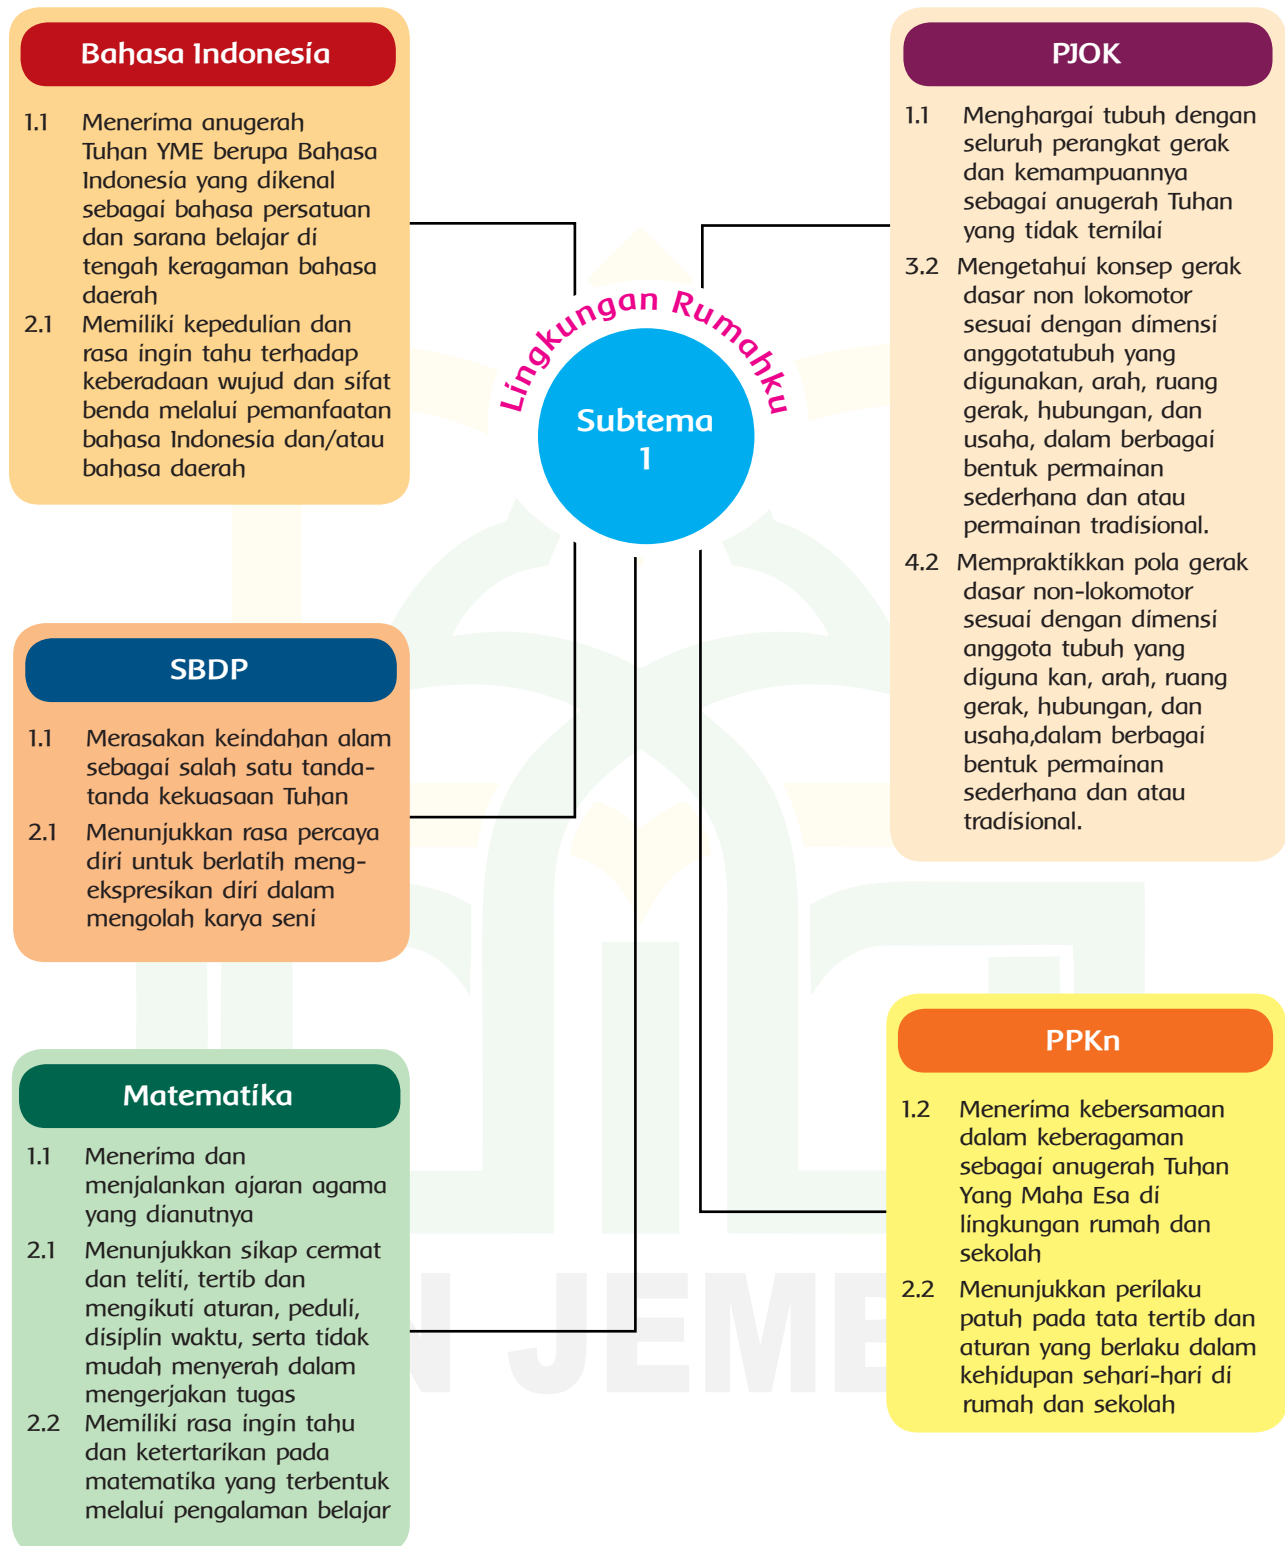 Bahasa Indonesia
1.1 Menerima anugerah
Tuhan YME berupa Bahasa
Indonesia yang dikenal
sebagai bahasa persatuan
dan sarana belajar di
tengah keragaman bahasa
daerah
2.1 Memiliki kepedulian dan
rasa ingin tahu terhadap
keberadaan wujud dan sifat
benda melalui pemanfaatan
bahasa Indonesia dan/atau
bahasa daerah
PJOK
1.1 Menghargai tubuh dengan
seluruh perangkat gerak
dan kemampuannya
sebagai anugerah Tuhan
yang tidak ternilai
3.2 Mengetahui konsep gerak
dasar non lokomotor
sesuai dengan dimensi
anggotatubuh yang
digunakan, arah, ruang
gerak, hubungan, dan
usaha, dalam berbagai
bentuk permainan
sederhana dan atau
permainan tradisional.
4.2 Mempraktikkan pola gerak
dasar non-lokomotor
sesuai dengan dimensi
anggota tubuh yang
diguna kan, arah, ruang
gerak, hubungan, dan
usaha,dalam berbagai
bentuk permainan
sederhana dan atau
tradisional.
Lingkungan Rumahku
Subtema
1
SBDP
1.1 Merasakan keindahan alam
sebagai salah satu tanda-
tanda kekuasaan Tuhan
2.1 Menunjukkan rasa percaya
diri untuk berlatih meng-
ekspresikan diri dalam
mengolah karya seni
Matematika
1.1 Menerima dan
menjalankan ajaran agama
yang dianutnya
2.1 Menunjukkan sikap cermat
dan teliti, tertib dan
mengikuti aturan, peduli,
disiplin waktu, serta tidak
mudah menyerah dalam
mengerjakan tugas
2.2 Memiliki rasa ingin tahu
dan ketertarikan pada
matematika yang terbentuk
melalui pengalaman belajar
PPKn
1.2 Menerima kebersamaan
dalam keberagaman
sebagai anugerah Tuhan
Yang Maha Esa di
lingkungan rumah dan
sekolah
2.2 Menunjukkan perilaku
patuh pada tata tertib dan
aturan yang berlaku dalam
kehidupan sehari-hari di
rumah dan sekolah